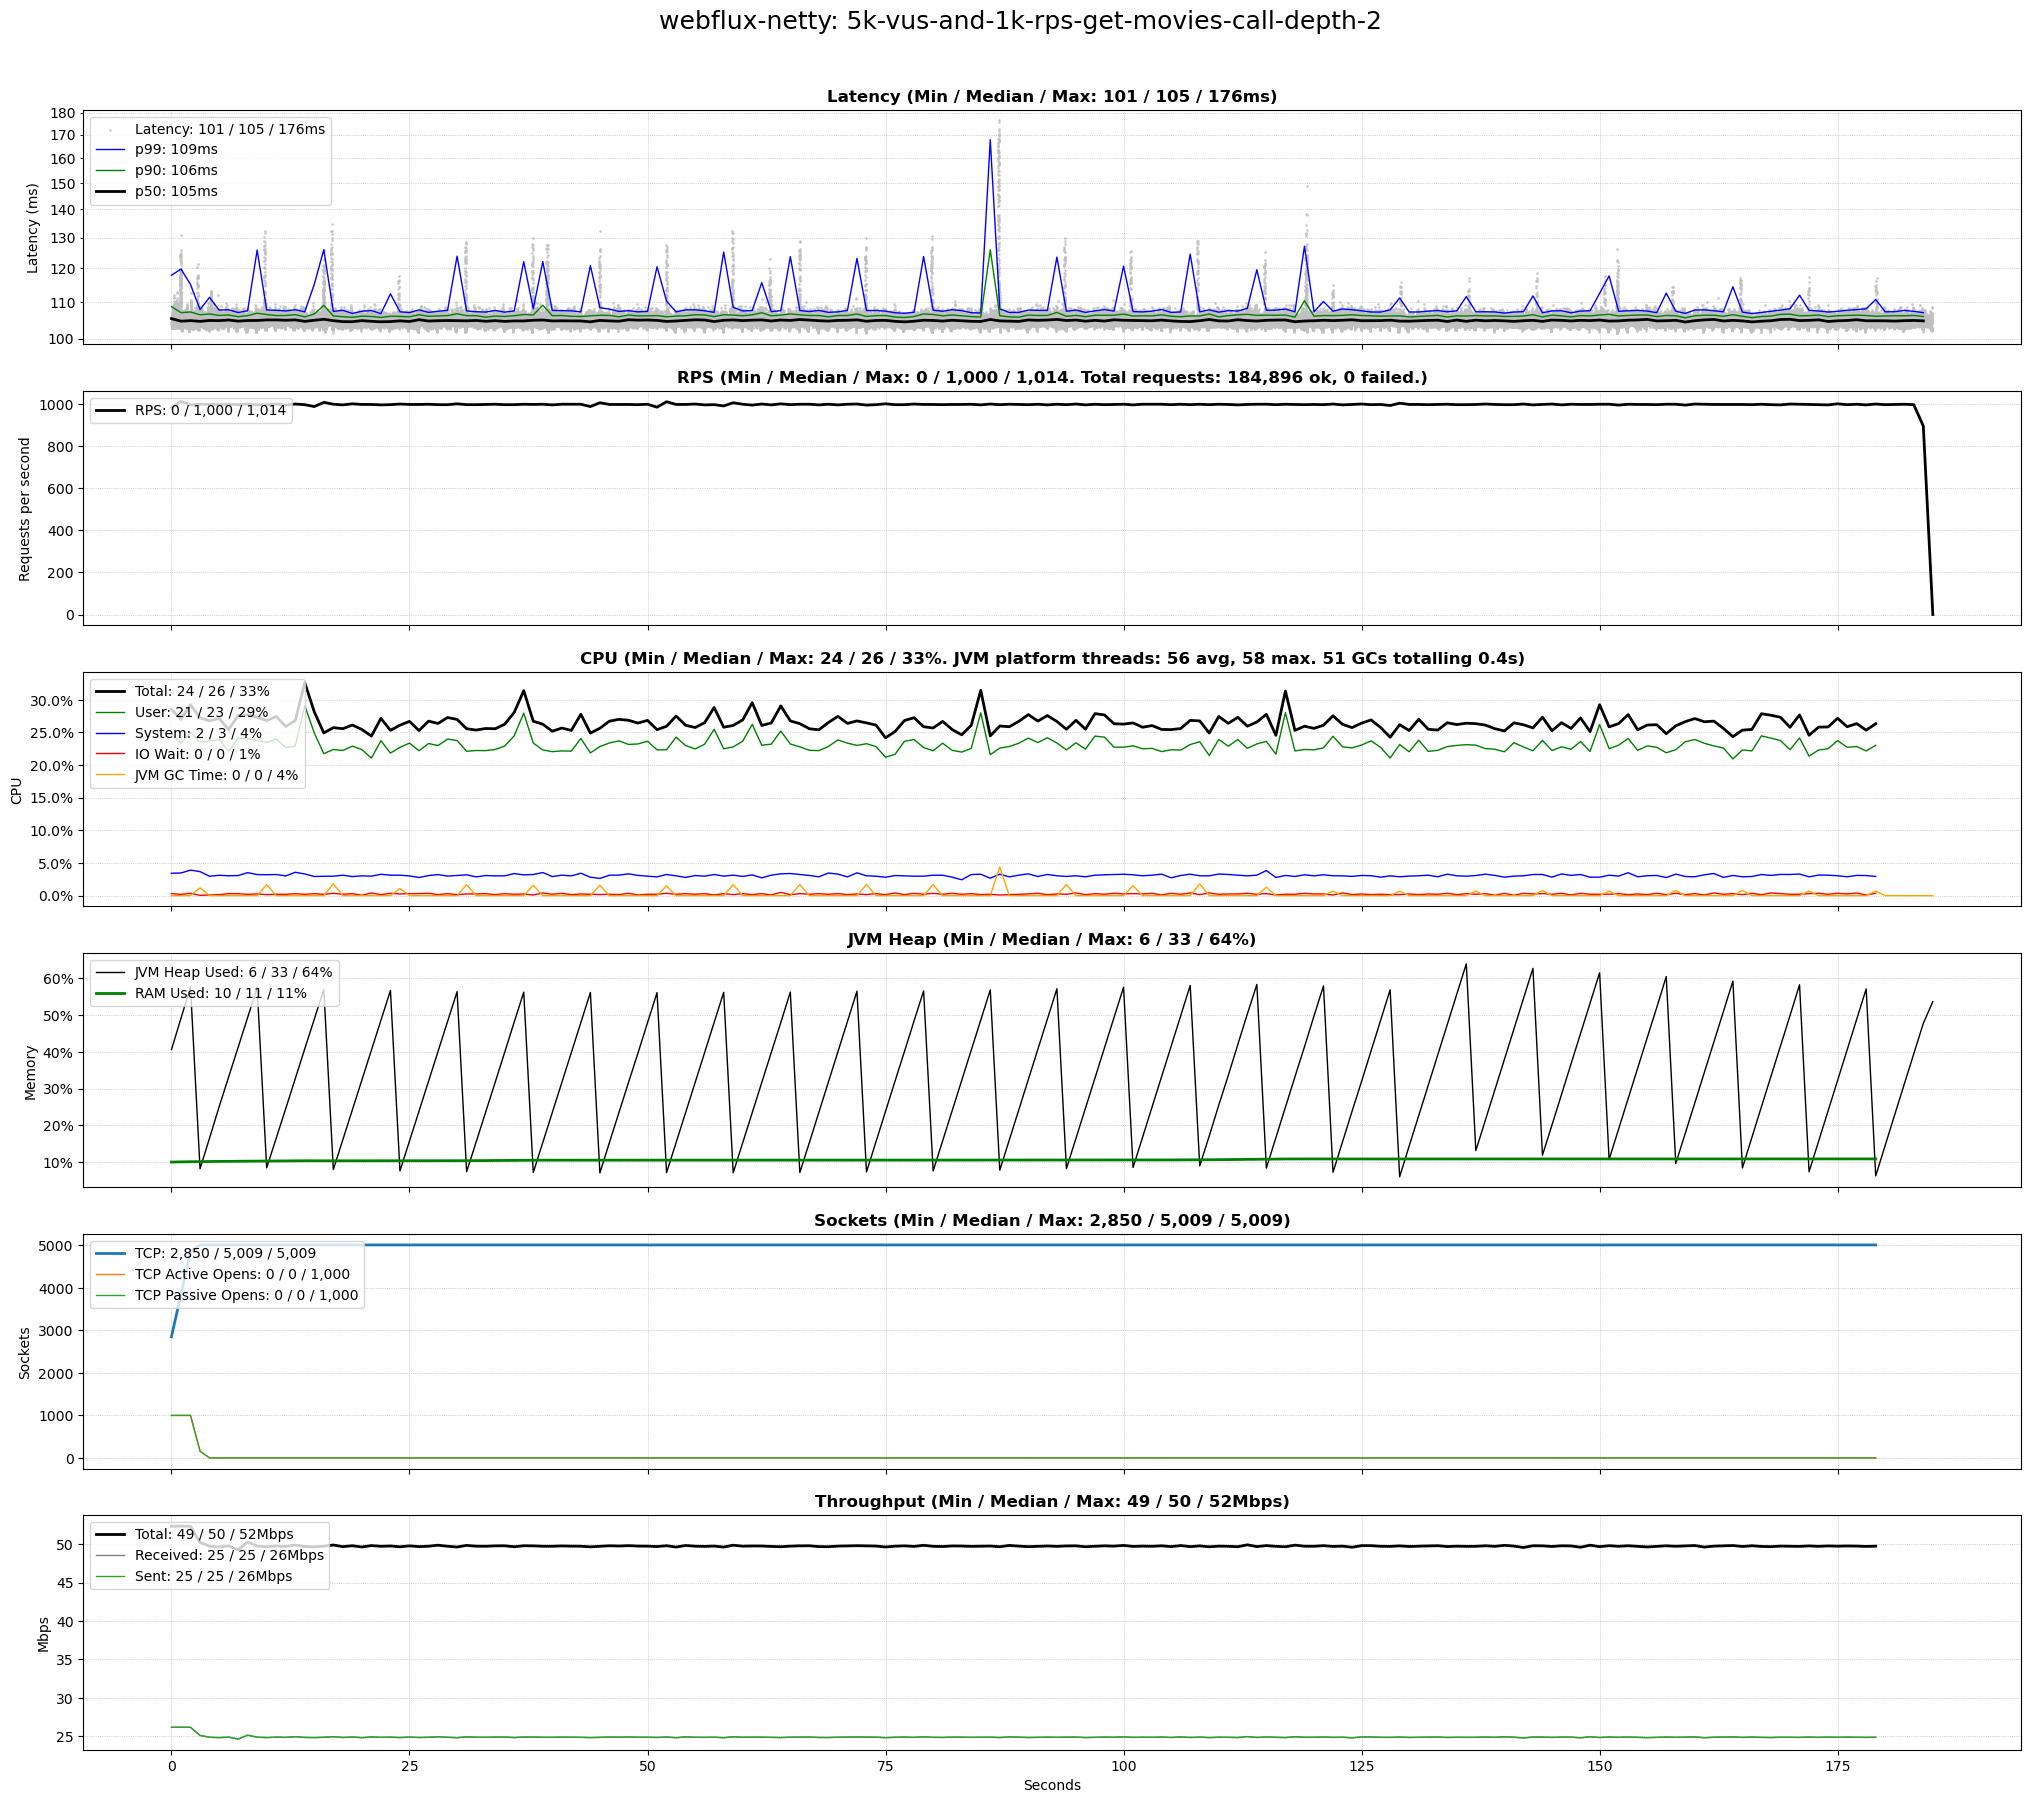 webflux-netty: 5k-vus-and-1k-rps-get-movies-call-depth-2
Latency (Min / Median / Max: 101 / 105 / 176ms)
180
170
160
150
140
130
120
110
100
Latency (ms)
Latency: 101 / 105 / 176ms
p99: 109ms
p90: 106ms
p50: 105ms
RPS (Min / Median / Max: 0 / 1,000 / 1,014. Total requests: 184,896 ok, 0 failed.)
1000
800
600
400
200
0
Requests per second
RPS: 0 / 1,000 / 1,014
CPU (Min / Median / Max: 24 / 26 / 33%. JVM platform threads: 56 avg, 58 max. 51 GCs totalling 0.4s)
30.0%
25.0%
20.0%
15.0%
10.0%
5.0%
0.0%
CPU
Total: 24 / 26 / 33%
User: 21 / 23 / 29%
System: 2 / 3 / 4%
IO Wait: 0 / 0 / 1%
JVM GC Time: 0 / 0 / 4%
JVM Heap (Min / Median / Max: 6 / 33 / 64%)
60%
50%
40%
30%
20%
10%
Memory
JVM Heap Used: 6 / 33 / 64%
RAM Used: 10 / 11 / 11%
Sockets (Min / Median / Max: 2,850 / 5,009 / 5,009)
5000
4000
3000
2000
1000
0
Sockets
TCP: 2,850 / 5,009 / 5,009
TCP Active Opens: 0 / 0 / 1,000
TCP Passive Opens: 0 / 0 / 1,000
Throughput (Min / Median / Max: 49 / 50 / 52Mbps)
50
45
40
35
30
25
Mbps
Total: 49 / 50 / 52Mbps
Received: 25 / 25 / 26Mbps
Sent: 25 / 25 / 26Mbps
0
25
50
75
100
125
150
175
Seconds